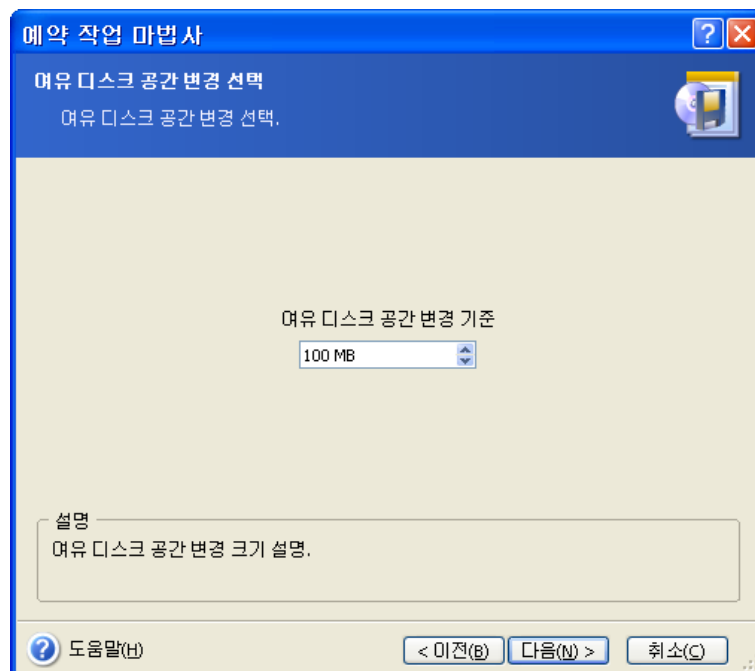 예약 작업 마법사
여유 디스크 공간 변경 선택
여유 디스크 공간 변경 선택.
여유 디스크 공간 변경 기준
100 MB
설명
여유 디스크 공간 변경 크기 설명.
도움말(H)
< 이전(B)
다음(N) >
취소(C)